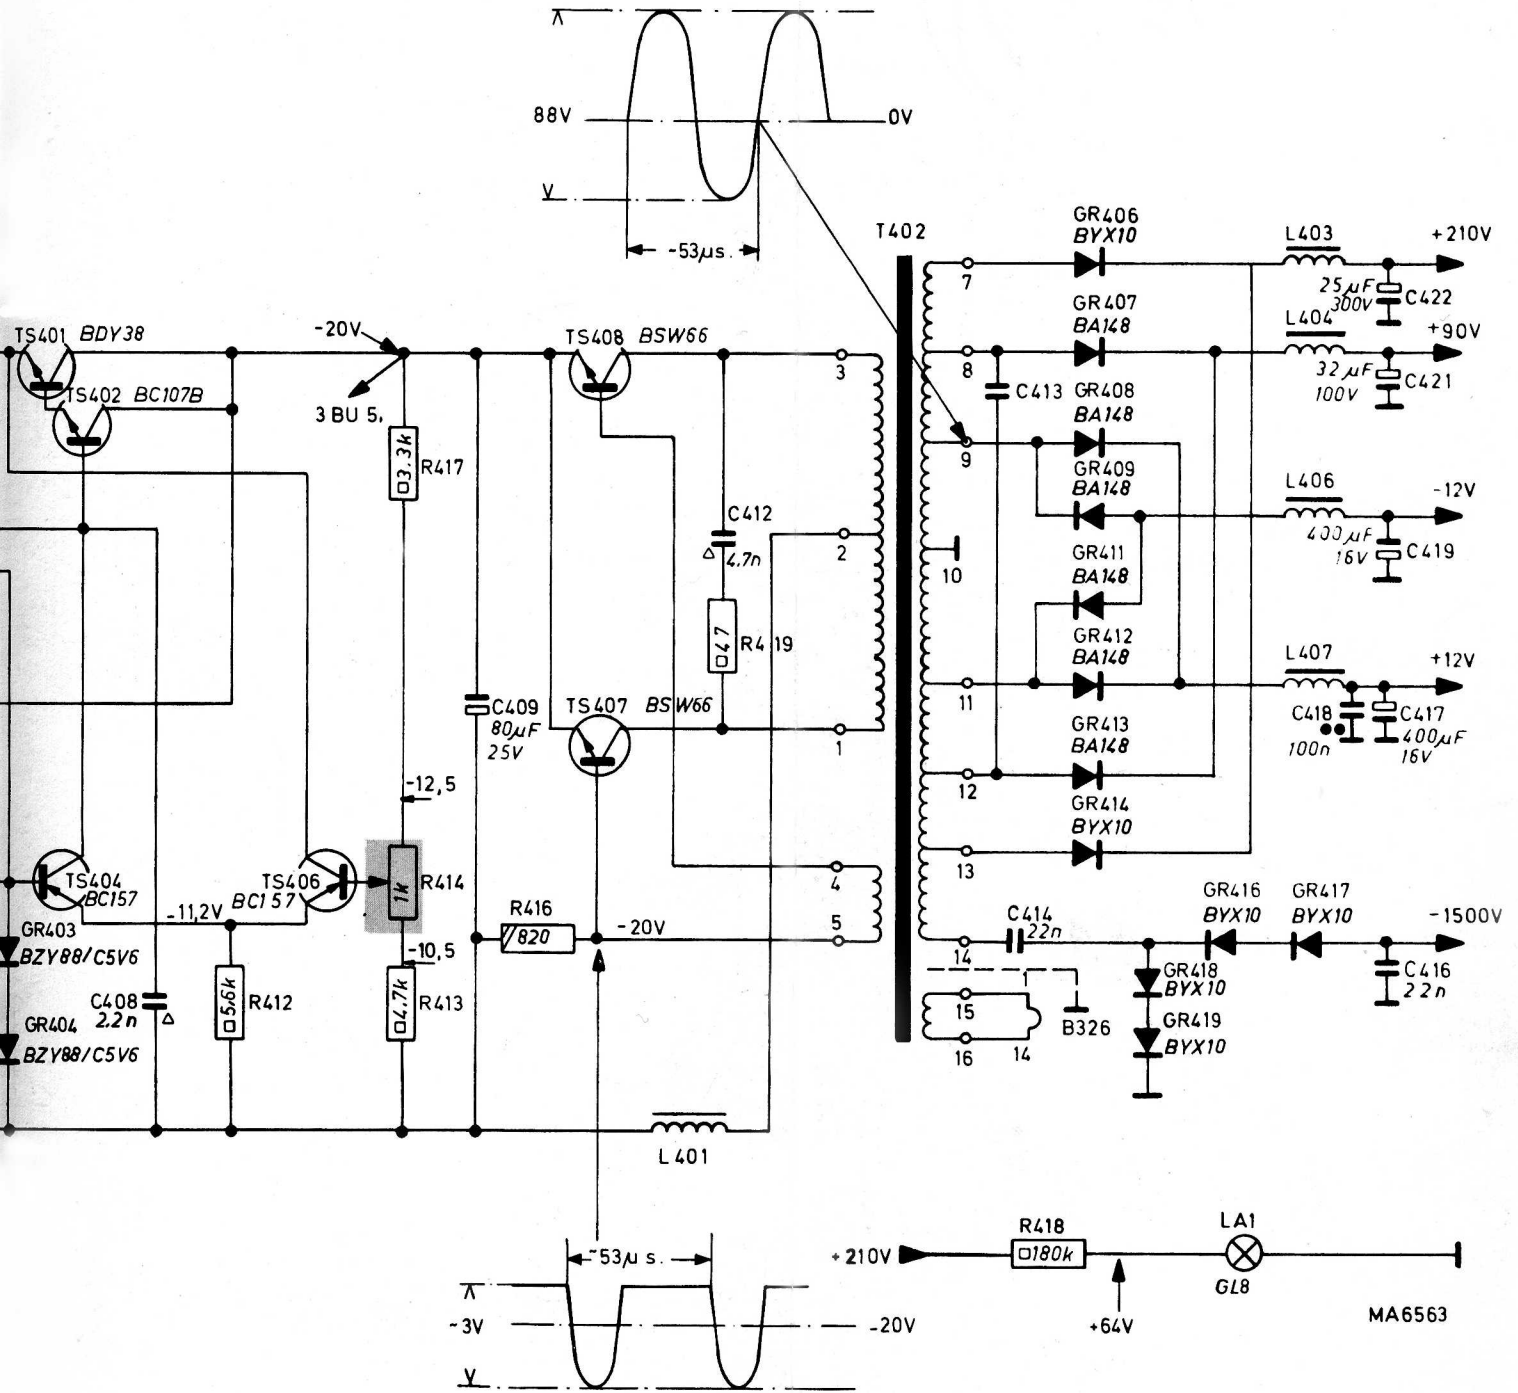 88V
0V
~53µs.
T402
GR406
BYX10
L403
+210V
7
25µF
300V
C422
GR407
BA148
L404
+90V
TS401
BDY38
-20V
TS408
BSW66
3
8
C413
32µF
100V
C421
TS402
BC107B
3 BU 5,
GR408
BA148
3.3k
R417
9
GR409
BA148
L406
-12V
C412
4.7n
2
400µF
16V
C419
GR411
BA148
10
47
R419
GR412
BA148
L407
+12V
11
C409
80µF
25V
TS407
BSW66
1
C418
100n
C417
400µF
16V
GR413
BA148
-12,5
12
GR414
BYX10
13
TS404
BC157
TS406
BC157
1k
R414
4
GR416
BYX10
GR417
BYX10
-11,2V
R416
820
-20V
5
C414
22n
-1500V
14
GR403
BZY88/C5V6
-10,5
GR418
BYX10
C416
22n
C408
2.2n
5,6k
R412
4.7k
R413
15
B326
GR419
BYX10
GR404
BZY88/C5V6
16
14
L401
~53µs.
+210V
R418
180k
LA1
GL8
~3V
-20V
+64V
MA6563